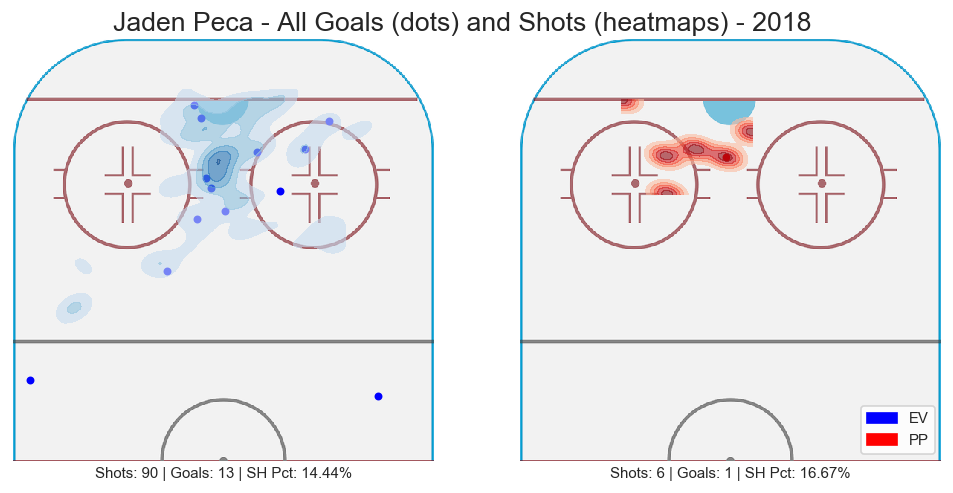 Jaden Peca - All Goals (dots) and Shots (heatmaps) - 2018
EV
PP
Shots: 90 | Goals: 13 | SH Pct: 14.44%
Shots: 6 | Goals: 1 | SH Pct: 16.67%